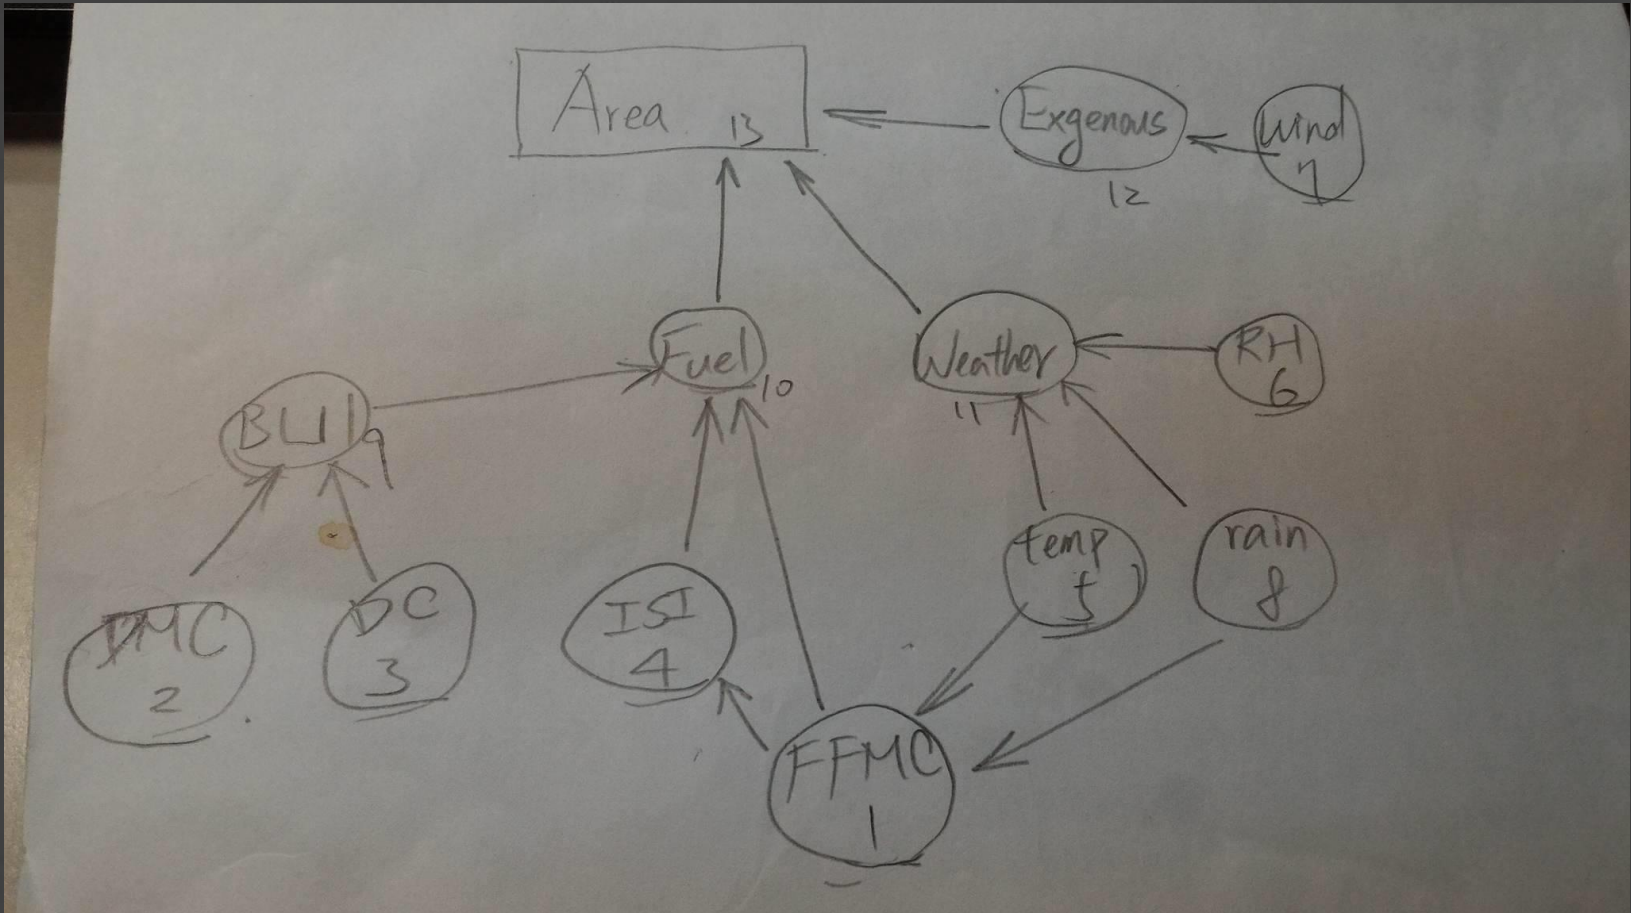 Area 13
Exgenous
12
wind
7
Fuel
10
Weather
11
RH
6
BUI 9
DMC
2
DC
3
ISI
4
temp
5
rain
8
FFMC
1